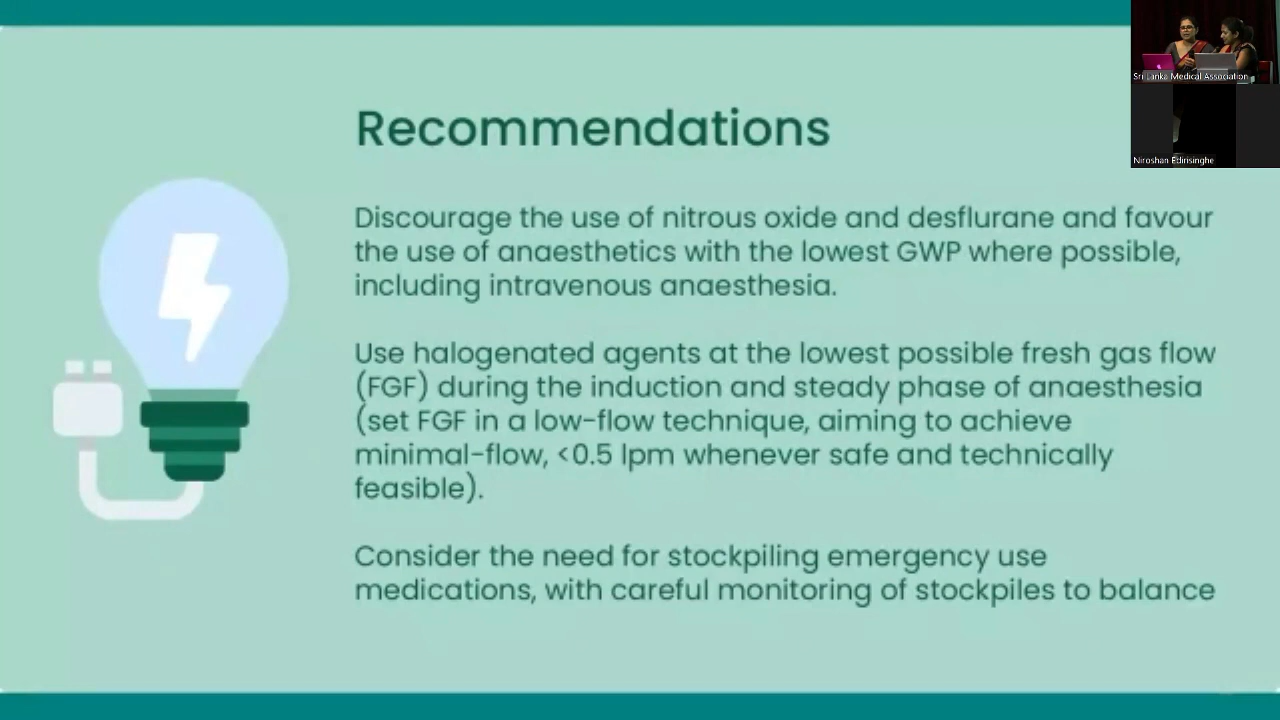 Recommendations
Discourage the use of nitrous oxide and desflurane and favour
the use of anaesthetics with the lowest GWP where possible,
including intravenous anaesthesia.
Use halogenated agents at the lowest possible fresh gas flow
(FGF) during the induction and steady phase of anaesthesia
(set FGF in a low-flow technique, aiming to achieve
minimal-flow, <0.5 lpm whenever safe and technically
feasible).
Consider the need for stockpiling emergency use
medications, with careful monitoring of stockpiles to balance
Sri Lanka Medical Association
Niroshan Edirisinghe